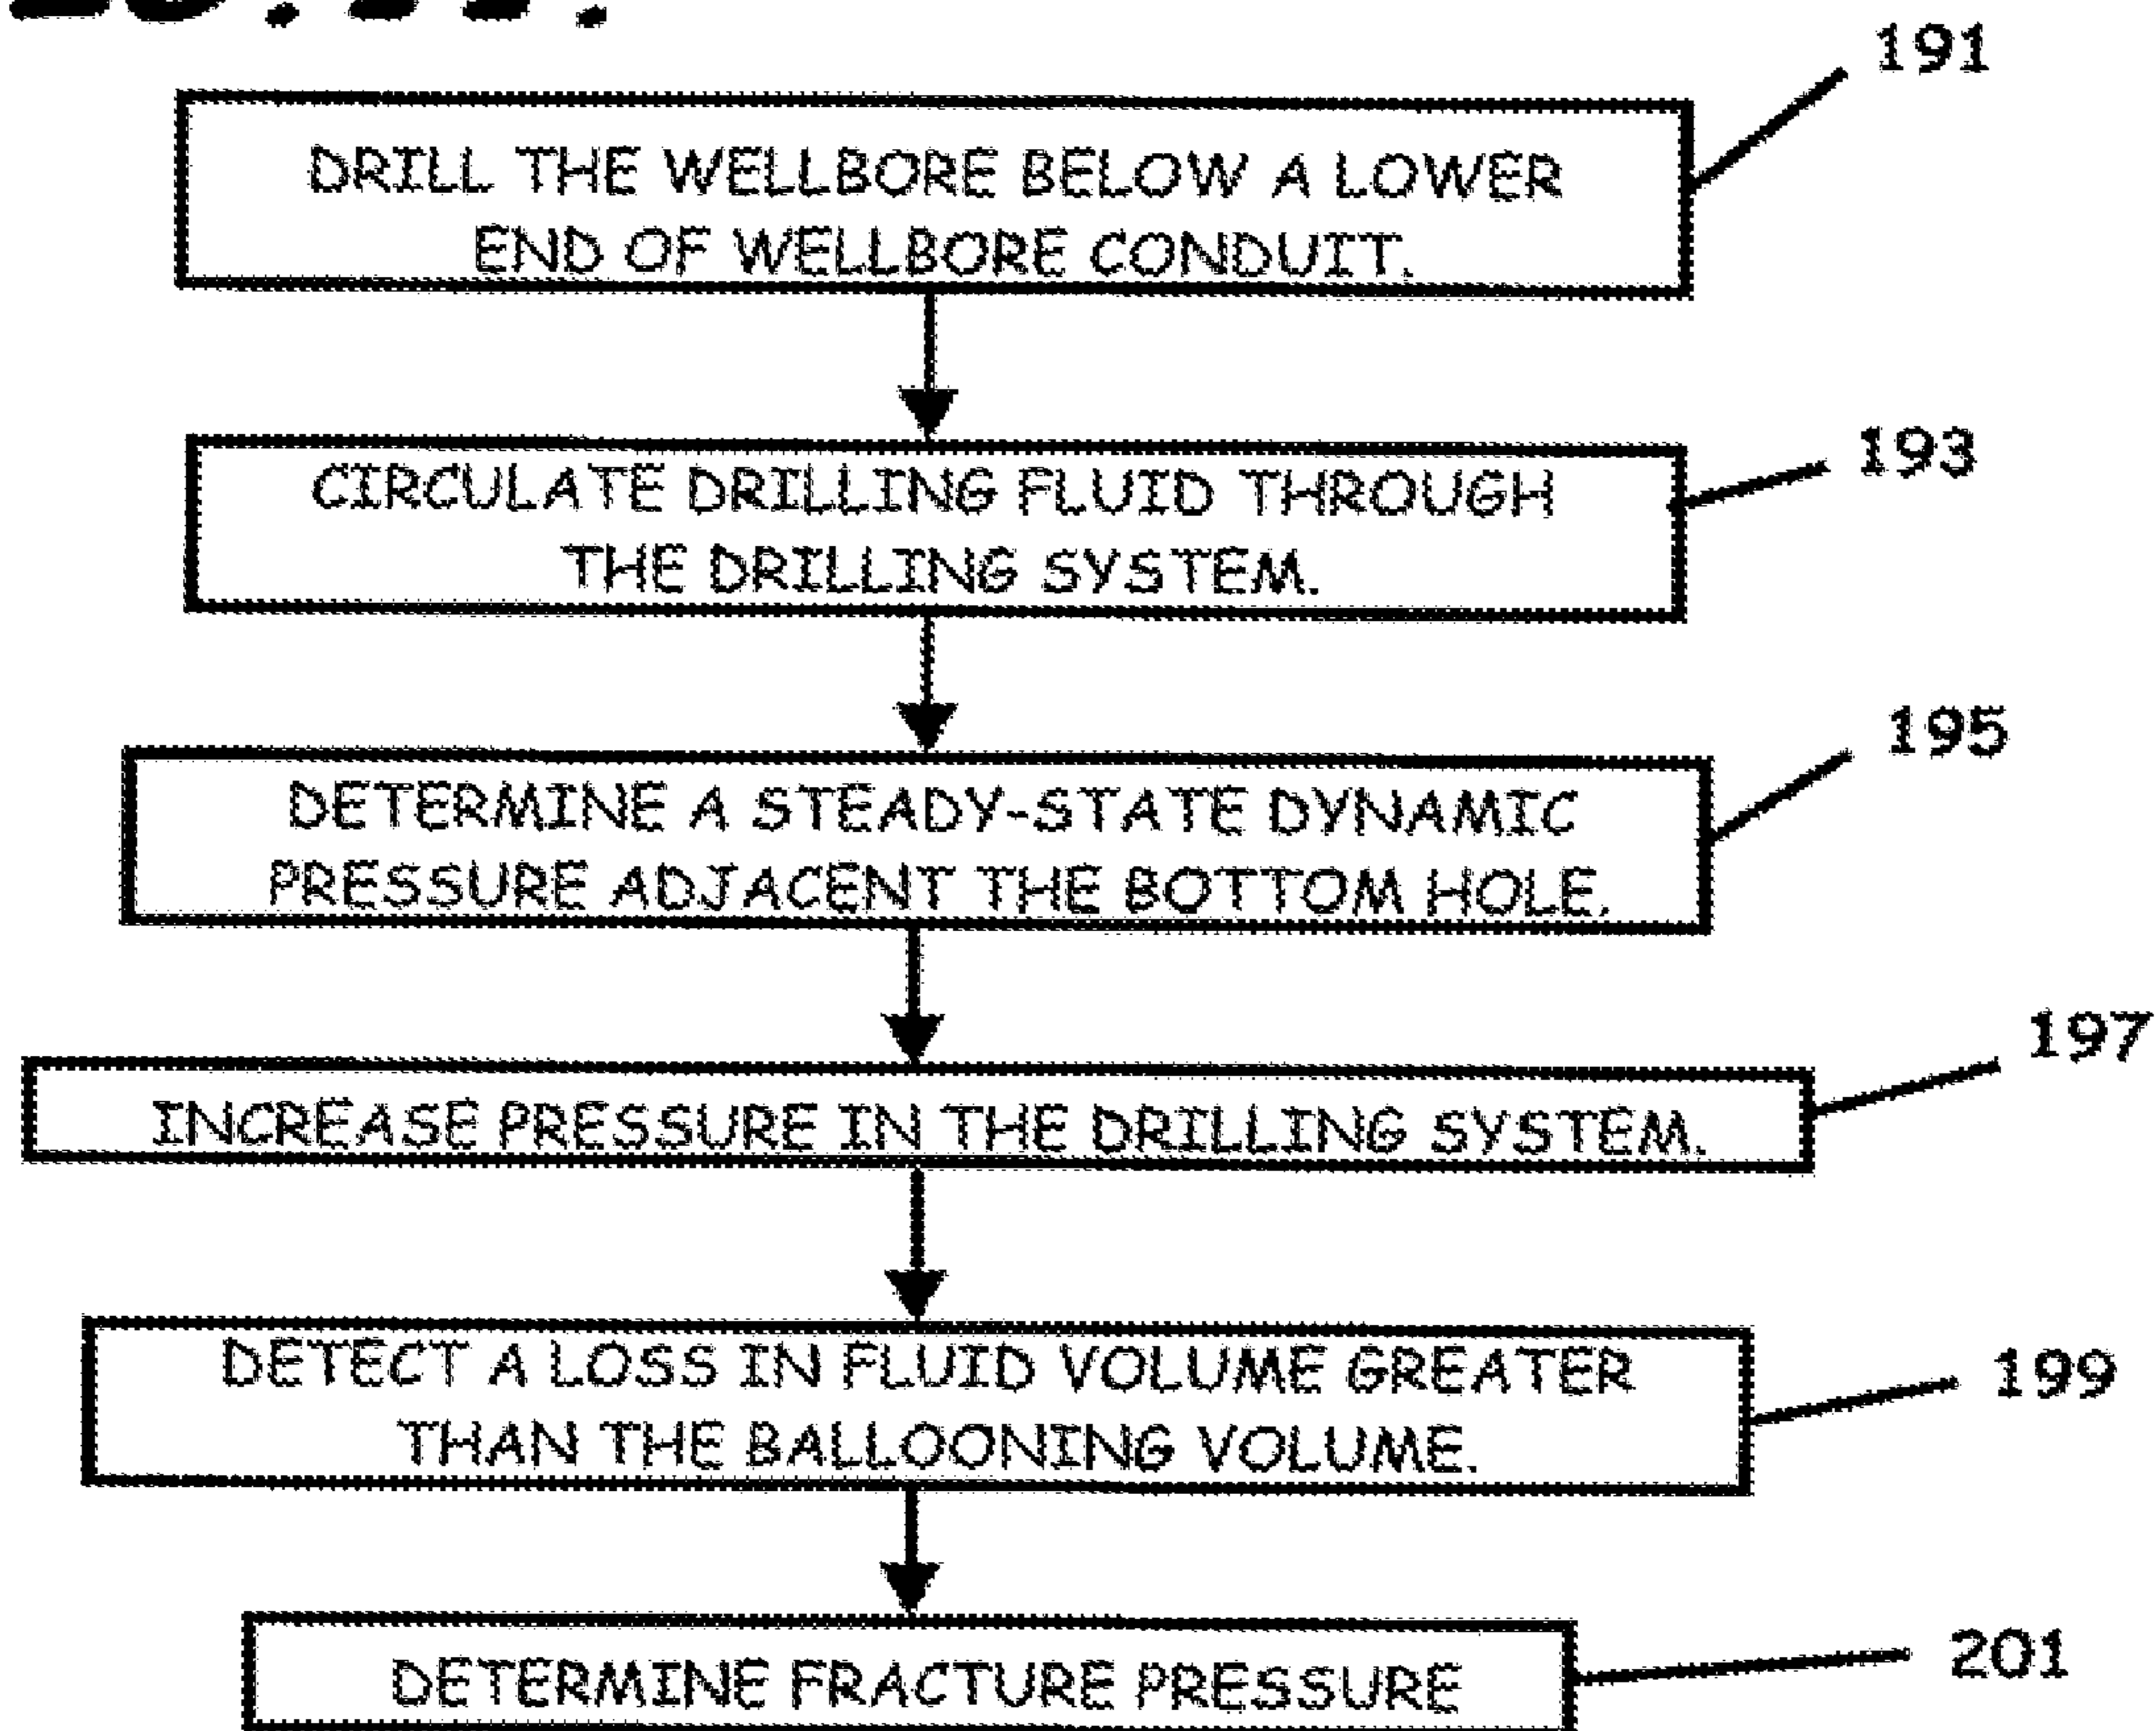 191
DRILL THE WELLBORE BELOW A LOWER
END OF WELLBORE CONDUIT.
193
CIRCULATE DRILLING FLUID THROUGH
THE DRILLING SYSTEM.
195
DETERMINE A STEADY-STATE DYNAMIC
PRESSURE ADJACENT THE BOTTOM HOLE.
197
INCREASE PRESSURE IN THE DRILLING SYSTEM.
199
DETECT A LOSS IN FLUID VOLUME GREATER
THAN THE BALLOONING VOLUME.
201
DETERMINE FRACTURE PRESSURE